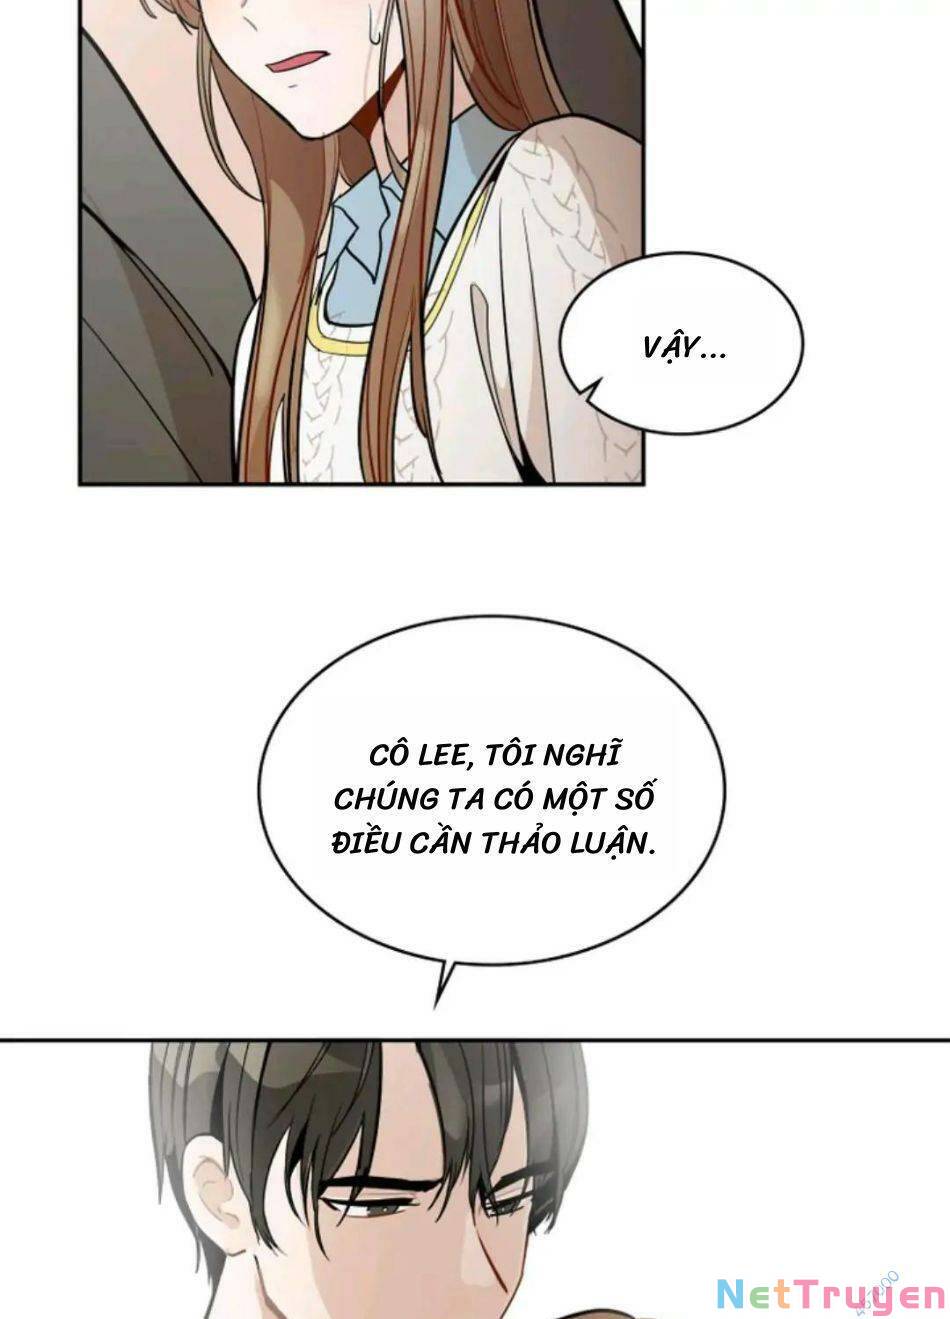 VẬY...
CÔ LEE, TÔI NGHĨ
CHÚNG TA CÓ MỘT SỐ
ĐIỀU CẦN THẢO LUẬN.
NetTruyen